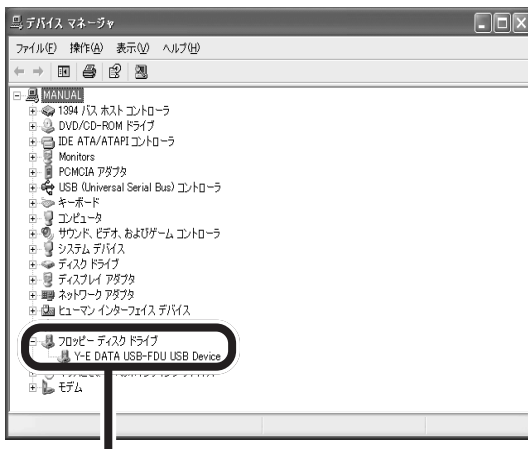 デバイス マネージャ
ファイル(F) 操作(A) 表示(V) ヘルプ(H)
MANUAL
1394 バス ホスト コントローラ
DVD/CD-ROM ドライブ
IDE ATA/ATAPI コントローラ
Monitors
PCMCIA アダプタ
USB (Universal Serial Bus) コントローラ
キーボード
コンピュータ
サウンド、ビデオ、およびゲーム コントローラ
システム デバイス
ディスク ドライブ
ディスプレイ アダプタ
ネットワーク アダプタ
ヒューマン インターフェイス デバイス
フロッピー ディスク ドライブ
Y-E DATA USB-FDU USB Device
モデム